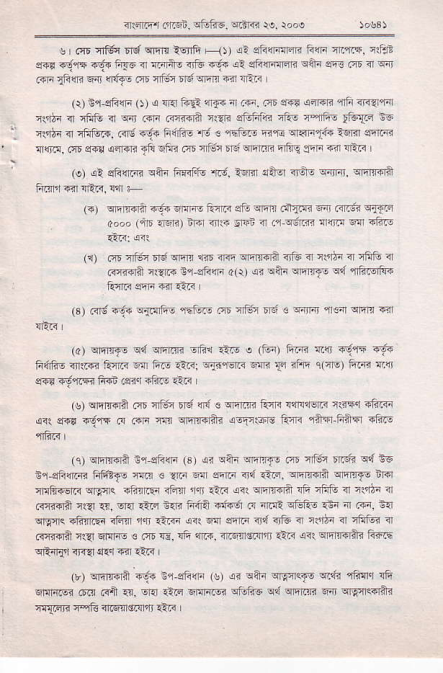 বাংলাদেশ গেজেট, অতিরিক্ত, অক্টোবর ২৩, ২০০৩ ১০৬৪১
৬। সেচ সার্ভিস চার্জ আদায় ইত্যাদি।—(১) এই প্রবিধানমালার বিধান সাপেক্ষে, সংশ্লিষ্ট
প্রকল্প কর্তৃপক্ষ কর্তৃক নিযুক্ত বা মনোনীত ব্যক্তি কর্তৃক এই প্রবিধানমালার অধীন প্রদত্ত সেচ বা অন্য
কোন সুবিধার জন্য ধার্যকৃত সেচ সার্ভিস চার্জ আদায় করা যাইবে।
(২) উপ-প্রবিধান (১) এ যাহা কিছুই থাকুক না কেন, সেচ প্রকল্প এলাকার পানি ব্যবস্থাপনা
সংগঠন বা সমিতি বা অন্য কোন বেসরকারী সংস্থার প্রতিনিধির সহিত সম্পাদিত চুক্তিমূলে উক্ত
সংগঠন বা সমিতিকে, বোর্ড কর্তৃক নির্ধারিত শর্ত ও পদ্ধতিতে দরপত্র আহ্বানপূর্বক ইজারা প্রদানের
মাধ্যমে, সেচ প্রকল্প এলাকার কৃষি জমির সেচ সার্ভিস চার্জ আদায়ের দায়িত্ব প্রদান করা যাইবে।
(৩) এই প্রবিধানের অধীন নিম্নবর্ণিত শর্তে, ইজারা গ্রহীতা ব্যতীত অন্যান্য, আদায়কারী
নিয়োগ করা যাইবে, যথা ঃ—
(ক) আদায়কারী কর্তৃক জামানত হিসাবে প্রতি আদায় মৌসুমের জন্য বোর্ডের অনুকূলে
৫০০০ (পাঁচ হাজার) টাকা ব্যাংক ড্রাফট বা পে-অর্ডারের মাধ্যমে জমা করিতে
হইবে; এবং
(খ) সেচ সার্ভিস চার্জ আদায় খরচ বাবদ আদায়কারী ব্যক্তি বা সংগঠন বা সমিতি বা
বেসরকারী সংস্থাকে উপ-প্রবিধান ৫(২) এর অধীন আদায়কৃত অর্থ পারিতোষিক
হিসাবে প্রদান করা হইবে।
(৪) বোর্ড কর্তৃক অনুমোদিত পদ্ধতিতে সেচ সার্ভিস চার্জ ও অন্যান্য পাওনা আদায় করা
যাইবে।
(৫) আদায়কৃত অর্থ আদায়ের তারিখ হইতে ৩ (তিন) দিনের মধ্যে কর্তৃপক্ষ কর্তৃক
নির্ধারিত ব্যাংকের হিসাবে জমা দিতে হইবে; অনুরূপভাবে জমার মূল রশিদ ৭(সাত) দিনের মধ্যে
প্রকল্প কর্তৃপক্ষের নিকট প্রেরণ করিতে হইবে।
(৬) আদায়কারী সেচ সার্ভিস চার্জ ধার্য ও আদায়ের হিসাব যথাযথভাবে সংরক্ষণ করিবেন
এবং প্রকল্প কর্তৃপক্ষ যে কোন সময় আদায়কারীর এতদ্‌সংক্রান্ত হিসাব পরীক্ষা-নিরীক্ষা করিতে
পারিবে।
(৭) আদায়কারী উপ-প্রবিধান (৪) এর অধীন আদায়কৃত সেচ সার্ভিস চার্জের অর্থ উক্ত
উপ-প্রবিধানের নির্দিষ্টকৃত সময়ে ও স্থানে জমা প্রদানে ব্যর্থ হইলে, আদায়কারী আদায়কৃত টাকা
সাময়িকভাবে আত্মসাৎ করিয়াছেন বলিয়া গণ্য হইবে এবং আদায়কারী যদি সমিতি বা সংগঠন বা
বেসরকারী সংস্থা হয়, তাহা হইলে উহার নির্বাহী কর্মকর্তা যে নামেই অভিহিত হউন না কেন, উহা
আত্মসাৎ করিয়াছেন বলিয়া গণ্য হইবেন এবং জমা প্রদানে ব্যর্থ ব্যক্তি বা সংগঠন বা সমিতির বা
বেসরকারী সংস্থা জামানত ও সেচ যন্ত্র, যদি থাকে, বাজেয়াপ্তযোগ্য হইবে এবং আদায়কারীর বিরুদ্ধে
আইনানুগ ব্যবস্থা গ্রহণ করা হইবে।
(৮) আদায়কারী কর্তৃক উপ-প্রবিধান (৬) এর অধীন আত্মসাৎকৃত অর্থের পরিমাণ যদি
জামানতের চেয়ে বেশী হয়, তাহা হইলে জামানতের অতিরিক্ত অর্থ আদায়ের জন্য আত্মসাৎকারীর
সমমূল্যের সম্পত্তি বাজেয়াপ্তযোগ্য হইবে।